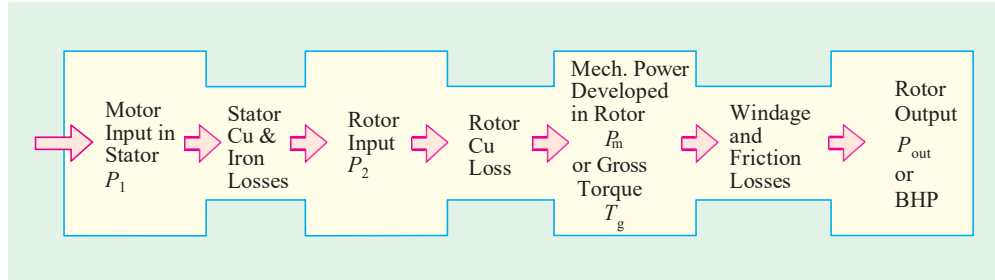 Motor
Input in
Stator
P1
Stator
Cu &
Iron
Losses
Rotor
Input
P2
Rotor
Cu
Loss
Mech. Power
Developed
in Rotor
Pm
or Gross
Torque
Tg
Windage
and
Friction
Losses
Rotor
Output
Pout
or
BHP